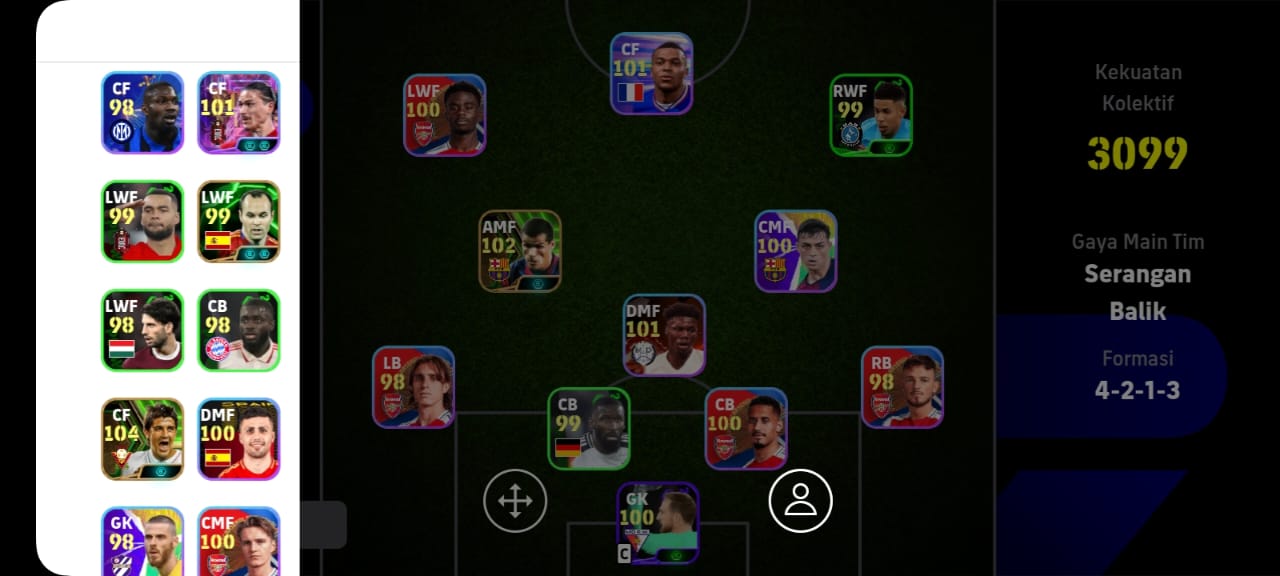 CF
98
CF
101
LWF
99
LWF
99
LWF
98
CB
98
CF
104
DMF
100
GK
98
CMF
100
CF
101
LWF
100
RWF
99
AMF
102
CMF
100
DMF
101
LB
98
RB
98
CB
99
CB
100
GK
100
C
Kekuatan
Kolektif
3099
Gaya Main Tim
Serangan
Balik
Formasi
4-2-1-3